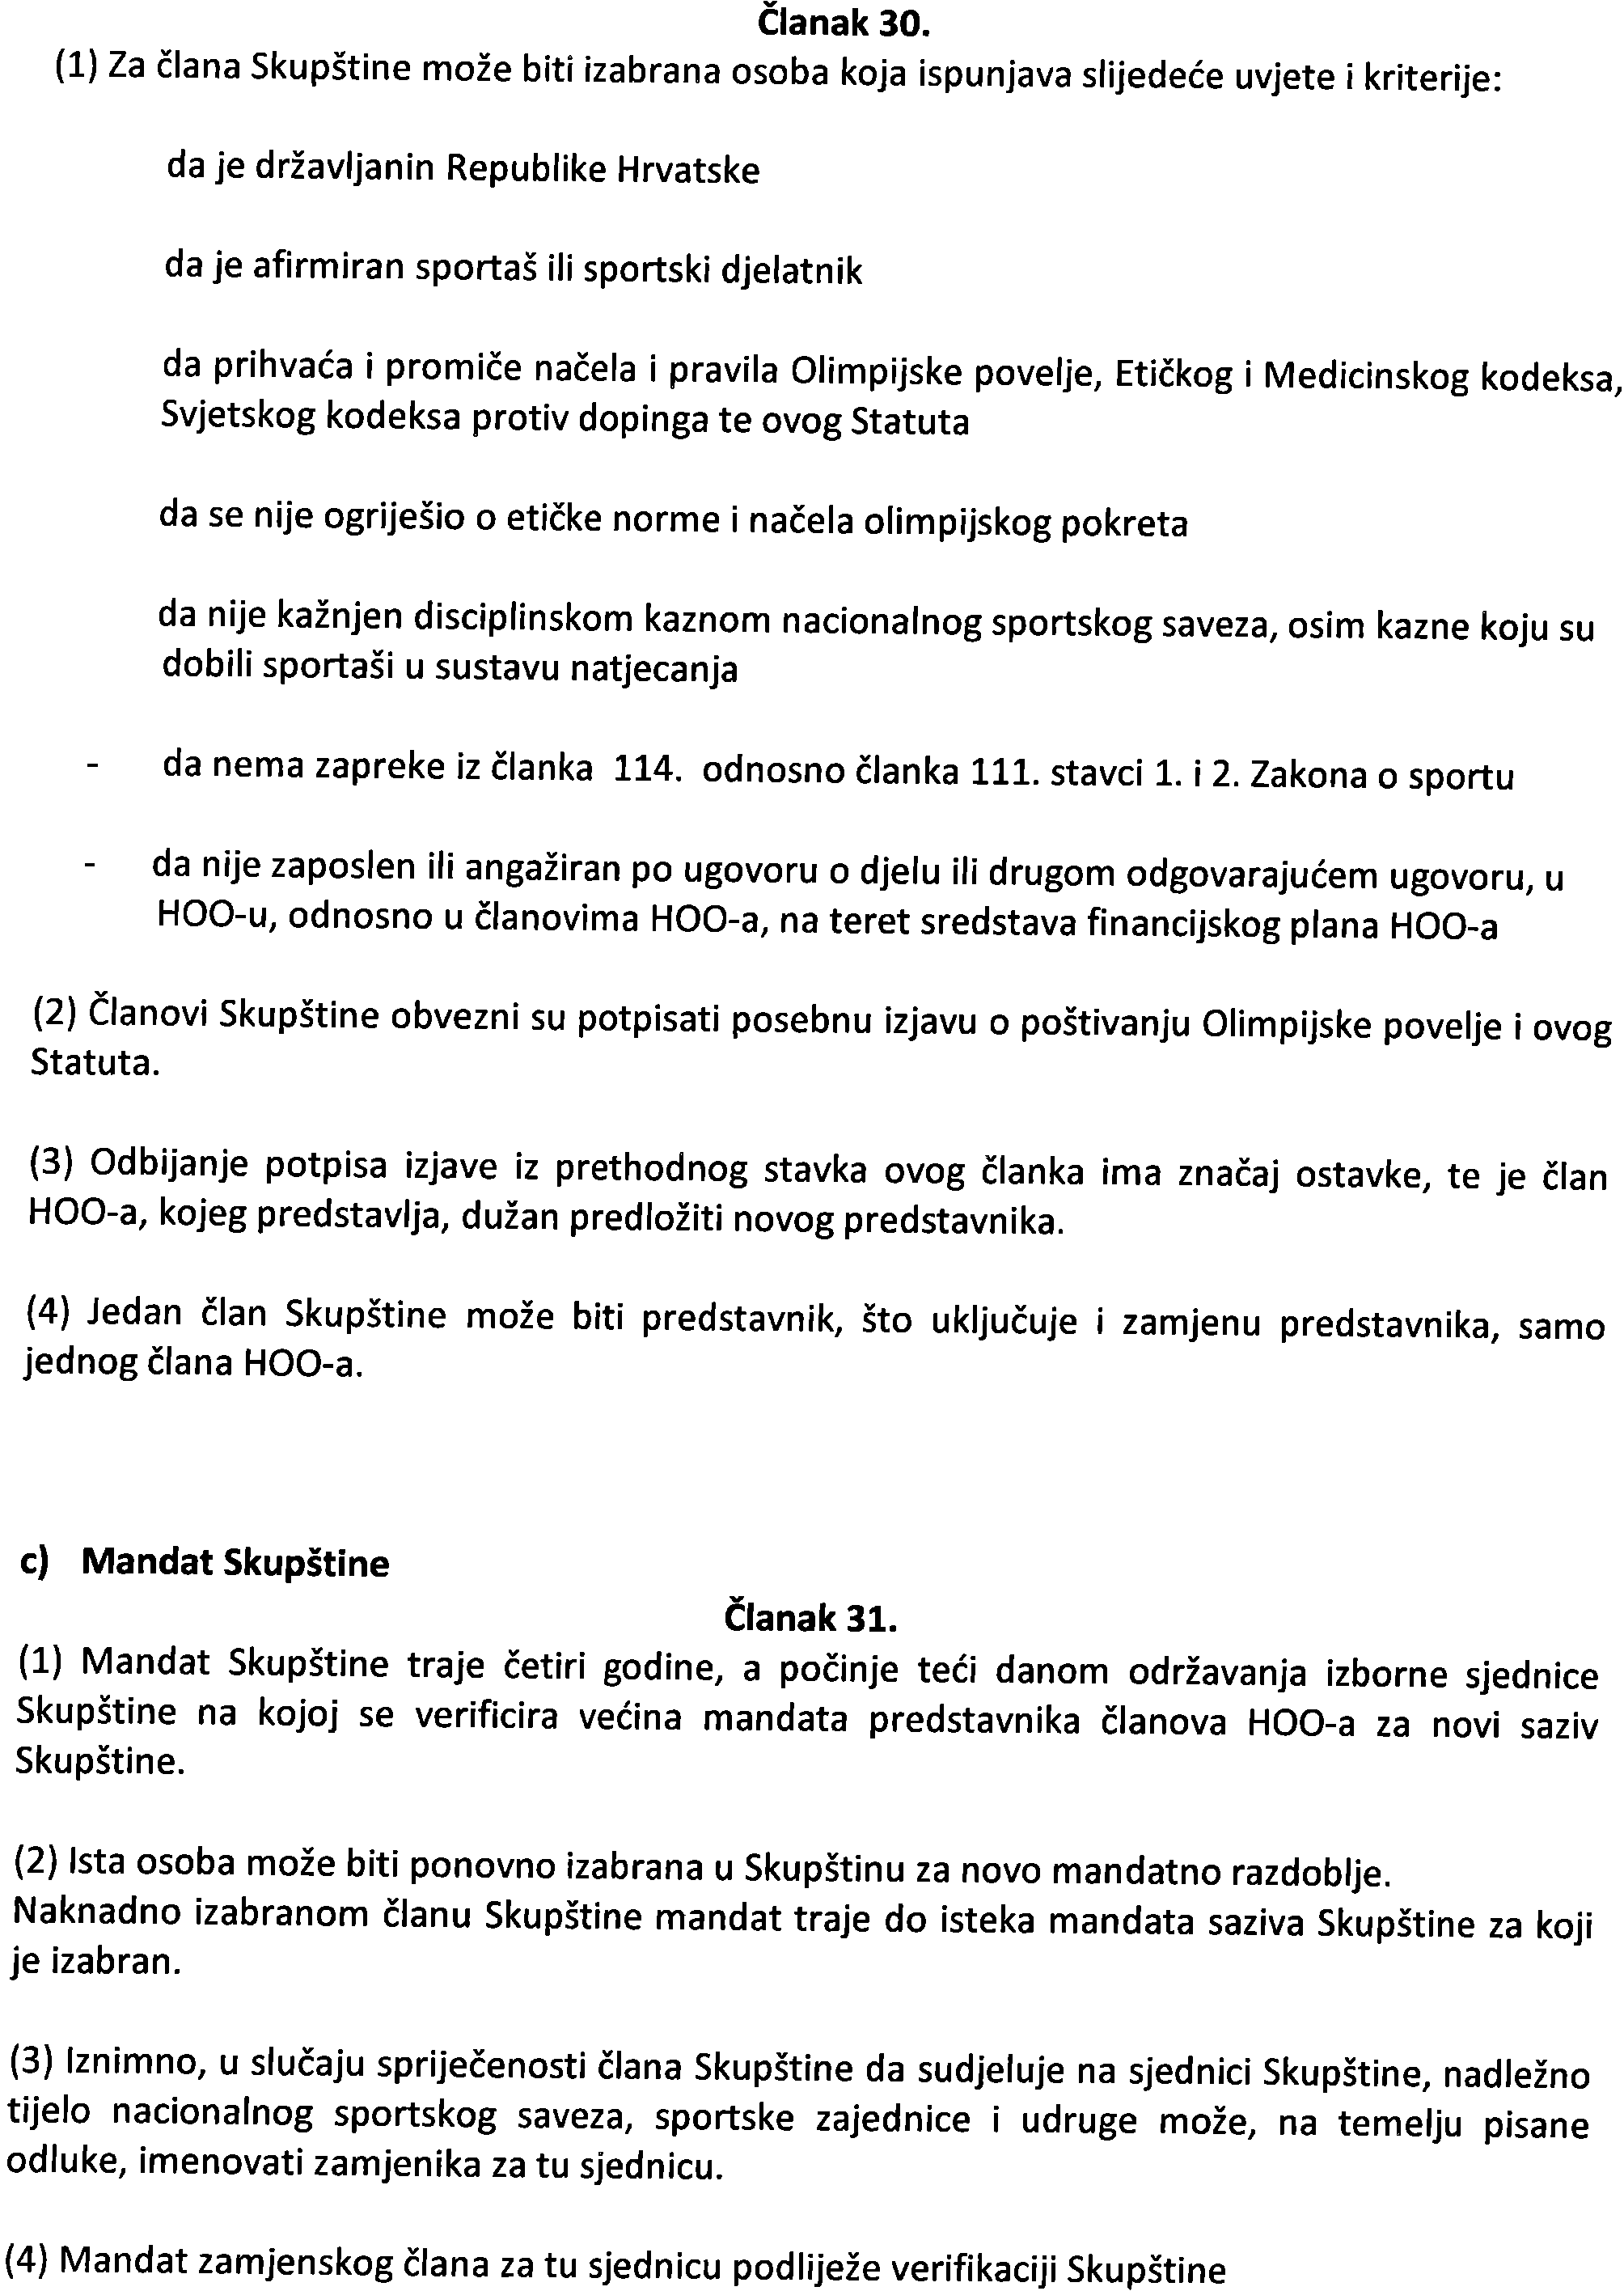 Članak 30.
(1) Za člana Skupštine može biti izabrana osoba koja ispunjava slijedeće uvjete i kriterije:
da je državljanin Republike Hrvatske
da je afirmiran sportaš ili sportski djelatnik
da prihvaća i promiče načela i pravila Olimpijske povelje, Etičkog i Medicinskog kodeksa,
Svjetskog kodeksa protiv dopinga te ovog Statuta
da se nije ogriješio o etičke norme i načela olimpijskog pokreta
da nije kažnjen disciplinskom kaznom nacionalnog sportskog saveza, osim kazne koju su
dobili sportaši u sustavu natjecanja
- da nema zapreke iz članka 114. odnosno članka 111. stavci 1. i 2. Zakona o sportu
- da nije zaposlen ili angažiran po ugovoru o djelu ili drugom odgovarajućem ugovoru, u
HOO-u, odnosno u članovima HOO-a, na teret sredstava financijskog plana HOO-a
(2) Članovi Skupštine obvezni su potpisati posebnu izjavu o poštivanju Olimpijske povelje i ovog
Statuta.
(3) Odbijanje potpisa izjave iz prethodnog stavka ovog članka ima značaj ostavke, te je član
HOO-a, kojeg predstavlja, dužan predložiti novog predstavnika.
(4) Jedan član Skupštine može biti predstavnik, što uključuje i zamjenu predstavnika, samo
jednog člana HOO-a.
c) Mandat Skupštine
Članak 31.
(1) Mandat Skupštine traje četiri godine, a počinje teći danom održavanja izborne sjednice
Skupštine na kojoj se verificira većina mandata predstavnika članova HOO-a za novi saziv
Skupštine.
(2) Ista osoba može biti ponovno izabrana u Skupštinu za novo mandatno razdoblje.
Naknadno izabranom članu Skupštine mandat traje do isteka mandata saziva Skupštine za koji
je izabran.
(3) Iznimno, u slučaju spriječenosti člana Skupštine da sudjeluje na sjednici Skupštine, nadležno
tijelo nacionalnog sportskog saveza, sportske zajednice i udruge može, na temelju pisane
odluke, imenovati zamjenika za tu sjednicu.
(4) Mandat zamjenskog člana za tu sjednicu podliježe verifikaciji Skupštine